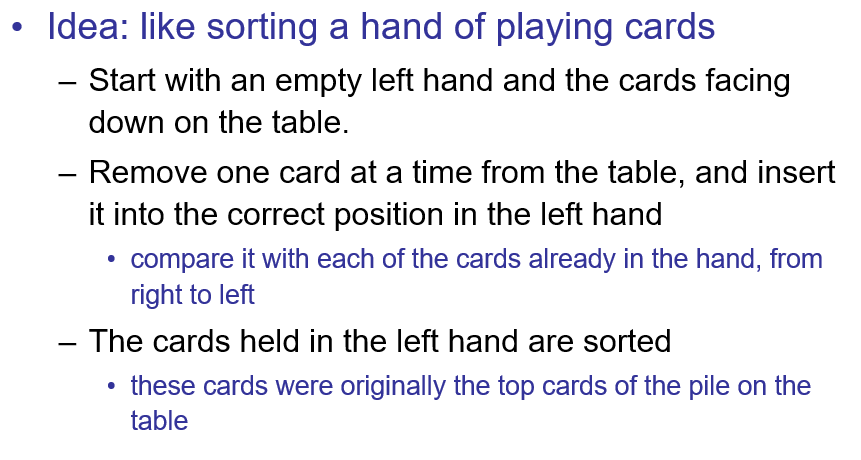 • Idea: like sorting a hand of playing cards
– Start with an empty left hand and the cards facing
down on the table.
– Remove one card at a time from the table, and insert
it into the correct position in the left hand
• compare it with each of the cards already in the hand, from
right to left
– The cards held in the left hand are sorted
• these cards were originally the top cards of the pile on the
table